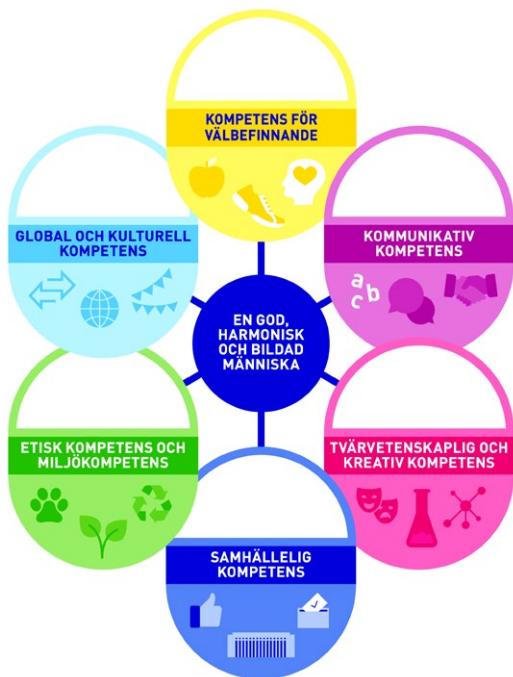 KOMPETENS FÖR
VÄLBEFINNANDE
GLOBAL OCH KULTURELL
KOMPETENS
KOMMUNIKATIV
KOMPETENS
a
b
c
EN GOD,
HARMONISK
OCH BILDAD
MÄNNISKA
ETISK KOMPETENS OCH
MILJÖKOMPETENS
TVÄRVETENSKAPLIG OCH
KREATIV KOMPETENS
SAMHÄLLELIG
KOMPETENS